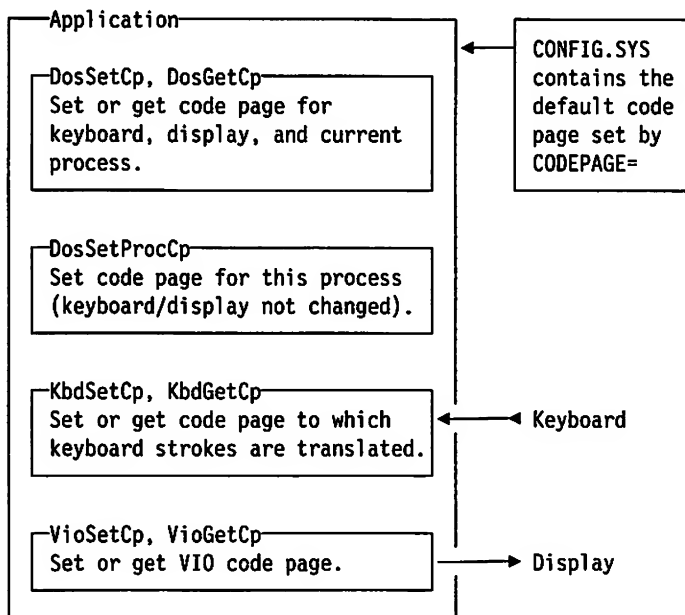 Application
CONFIG.SYS
contains the
default code
page set by
CODEPAGE=
DosSetCp, DosGetCp
Set or get code page for
keyboard, display, and current
process.
DosSetProcCp
Set code page for this process
(keyboard/display not changed).
KbdSetCp, KbdGetCp
Set or get code page to which
keyboard strokes are translated.
Keyboard
VioSetCp, VioGetCp
Set or get VIO code page.
Display